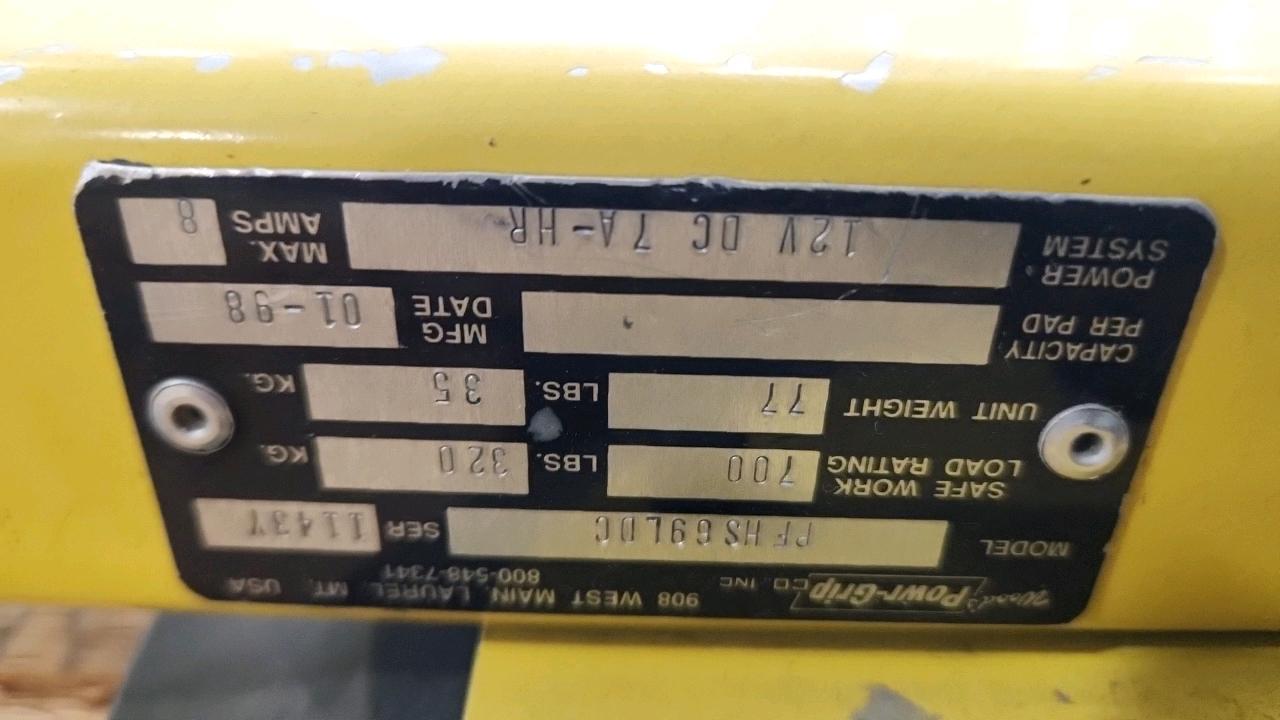 Wood's Powr-Grip CO. INC. 908 WEST MAIN, LAUREL, MT. USA
800-548-7341
MODEL PFHS69LDC SER 1143Y
SAFE WORK LOAD RATING 700 LBS. 320 KG.
UNIT WEIGHT 77 LBS. 35 KG.
CAPACITY PER PAD MFG DATE 01-98
POWER SYSTEM 12V DC 7A-HR MAX. AMPS 8